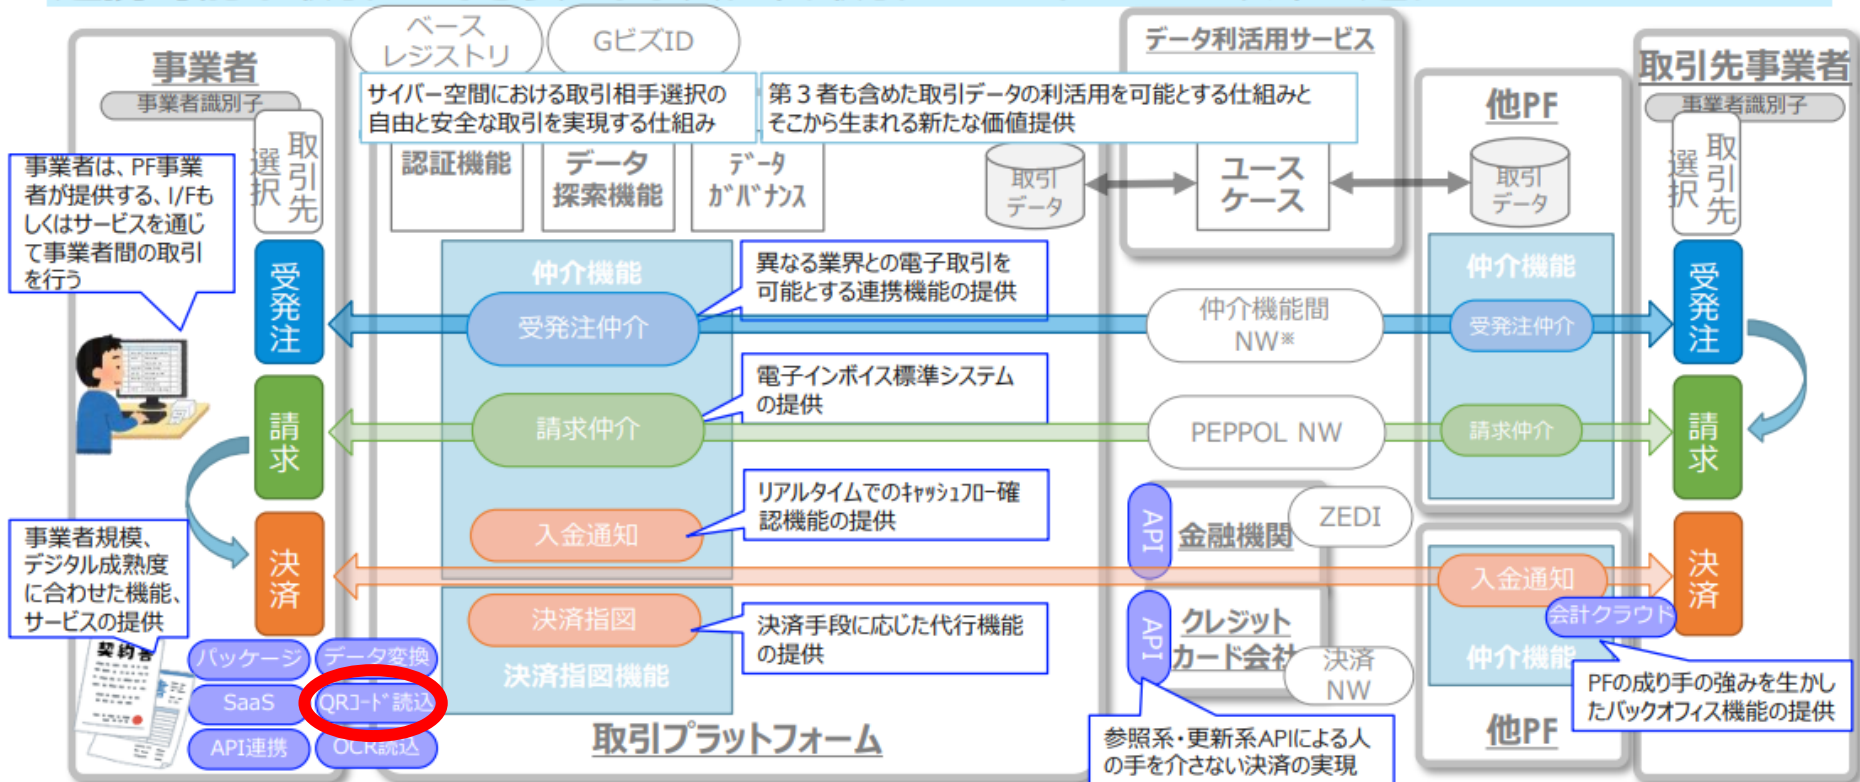 ベース
レジストリ
GビズID
データ利活用サービス
事業者
事業者識別子
取引先
選択
サイバー空間における取引相手選択の
自由と安全な取引を実現する仕組み
第3者も含めた取引データの利活用を可能とする仕組みと
そこから生まれる新たな価値提供
他PF
取引先事業者
事業者識別子
取引先
選択
事業者は、PF事業
者が提供する、I/Fも
しくはサービスを通じ
て事業者間の取引
を行う
認証機能
データ
探索機能
データ
ガバナンス
取引
データ
ユース
ケース
取引
データ
仲介機能
異なる業界との電子取引を
可能とする連携機能の提供
仲介機能
受発注
受発注仲介
仲介機能間
NW※
受発注仲介
受発注
電子インボイス標準システム
の提供
請求
請求仲介
PEPPOL NW
請求仲介
請求
リアルタイムでのキャッシュフロー確
認機能の提供
入金通知
API
金融機関
ZEDI
事業者規模、
デジタル成熟度
に合わせた機能、
サービスの提供
決済
入金通知
決済
会計クラウド
決済指図
決済手段に応じた代行機能
の提供
API
クレジット
カード会社
決済
NW
仲介機能
契約書
パッケージ
データ変換
決済指図機能
SaaS
QRコード読込
PFの成り手の強みを生かし
たバックオフィス機能の提供
API連携
OCR読込
取引プラットフォーム
参照系・更新系APIによる人
の手を介さない決済の実現
他PF